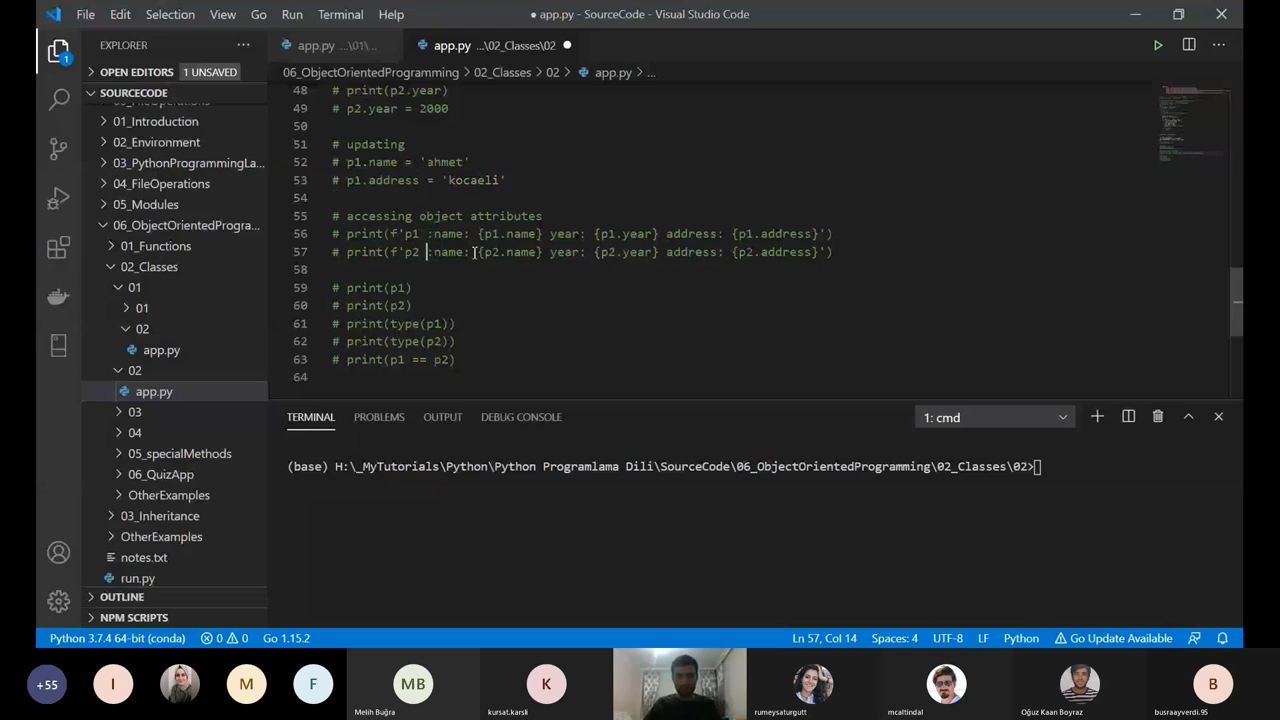 File Edit Selection View Go Run Terminal Help
● app.py - SourceCode - Visual Studio Code
EXPLORER
app.py ...\01\...
app.py ...\02_Classes\02
OPEN EDITORS 1 UNSAVED
06_ObjectOrientedProgramming > 02_Classes > 02 > app.py > ...
SOURCECODE
01_Introduction
02_Environment
03_PythonProgrammingLa...
04_FileOperations
05_Modules
06_ObjectOrientedProgra...
01_Functions
02_Classes
01
01
02
app.py
02
app.py
03
04
05_specialMethods
06_QuizApp
OtherExamples
03_Inheritance
OtherExamples
notes.txt
run.py
OUTLINE
NPM SCRIPTS
48 # print(p2.year)
49 # p2.year = 2000
50
51 # updating
52 # p1.name = 'ahmet'
53 # p1.address = 'kocaeli'
54
55 # accessing object attributes
56 # print(f'p1 :name: {p1.name} year: {p1.year} address: {p1.address}')
57 # print(f'p2 :name: {p2.name} year: {p2.year} address: {p2.address}')
58
59 # print(p1)
60 # print(p2)
61 # print(type(p1))
62 # print(type(p2))
63 # print(p1 == p2)
64
TERMINAL PROBLEMS OUTPUT DEBUG CONSOLE
1: cmd
(base) H:\_MyTutorials\Python\Python Programlama Dili\SourceCode\06_ObjectOrientedProgramming\02_Classes\02>
Python 3.7.4 64-bit (conda) 0 0 Go 1.15.2
Ln 57, Col 14 Spaces: 4 UTF-8 LF Python Go Update Available
+55 I M F MB K B
Melih Buğra kursat.karsli rumeysaturgutt mcaltindal Oğuz Kaan Boyraz busraayverdi.95